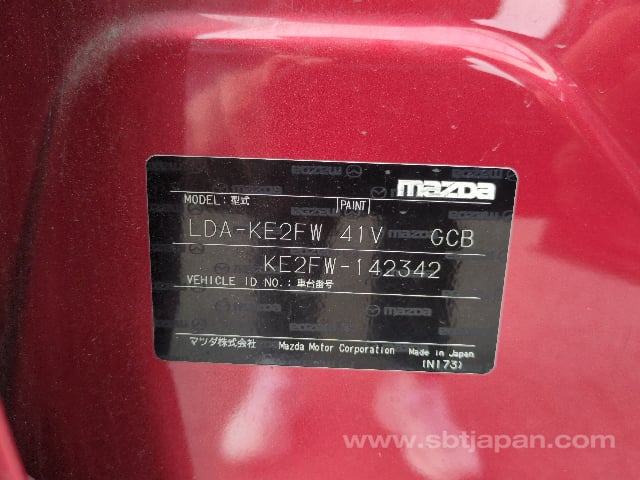 mazda
MODEL:型式 PAINT
LDA-KE2FW 41V GCB
KE2FW-142342
VEHICLE ID NO.:車台番号
マツダ株式会社 Mazda Motor Corporation Made in Japan
(N173)
www.sbtjapan.com